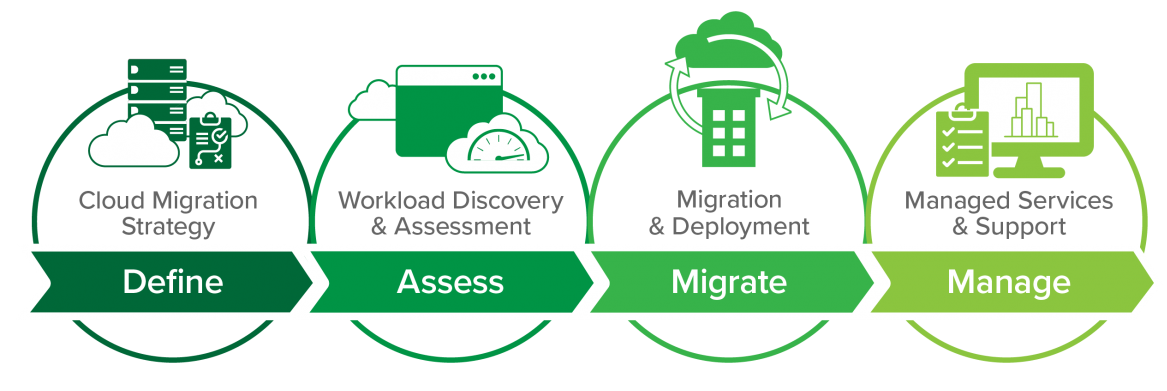 Cloud Migration
Strategy
Define
Workload Discovery
& Assessment
Assess
Migration
& Deployment
Migrate
Managed Services
& Support
Manage